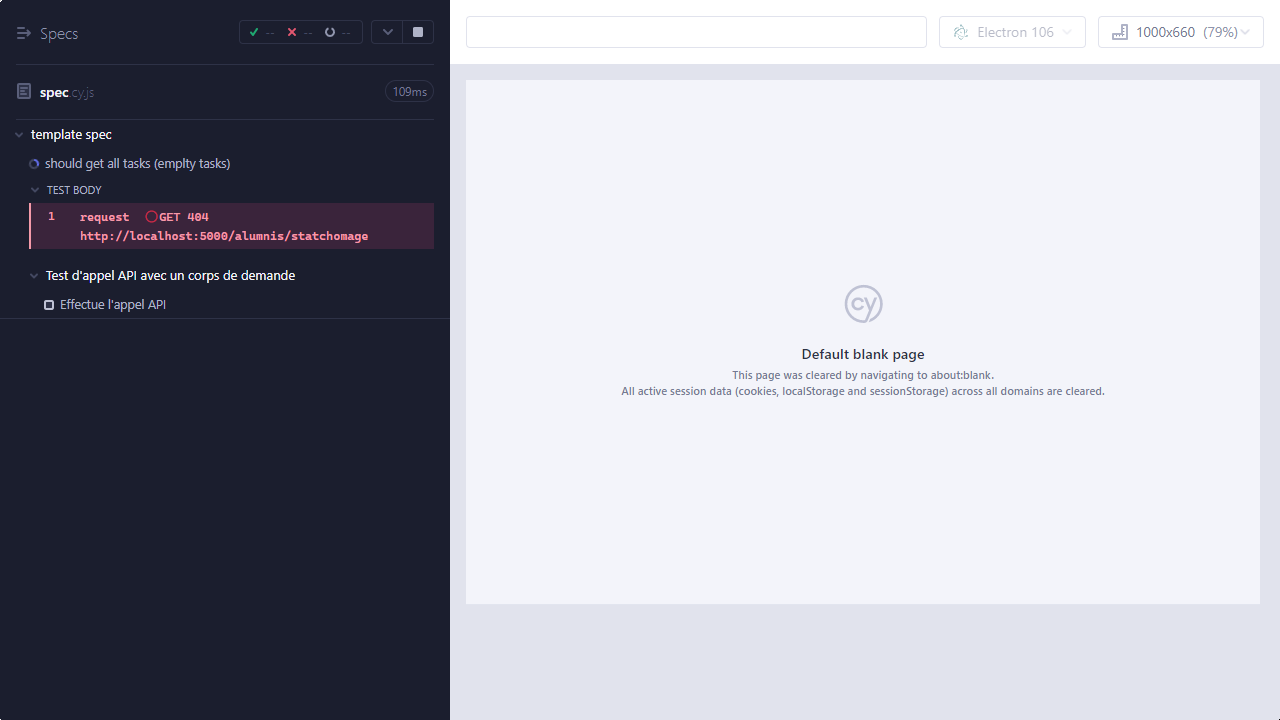 Specs
-- -- --
Electron 106
1000x660 (79%)
spec.cy.js
109ms
template spec
should get all tasks (emplty tasks)
TEST BODY
1 request GET 404
http://localhost:5000/alumnis/statchomage
Test d'appel API avec un corps de demande
Effectue l'appel API
cy
Default blank page
This page was cleared by navigating to about:blank.
All active session data (cookies, localStorage and sessionStorage) across all domains are cleared.